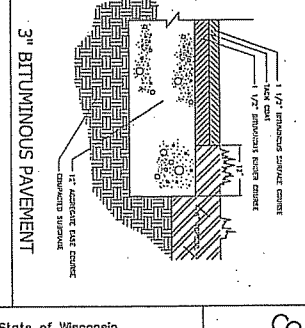 1 1/2" BITUMINOUS SURFACE COURSE
TACK COAT
1 1/2" BITUMINOUS BINDER COURSE
12"
12" AGGREGATE BASE COURSE
COMPACTED SUBGRADE
3" BITUMINOUS PAVEMENT
State of Wisconsin
Co